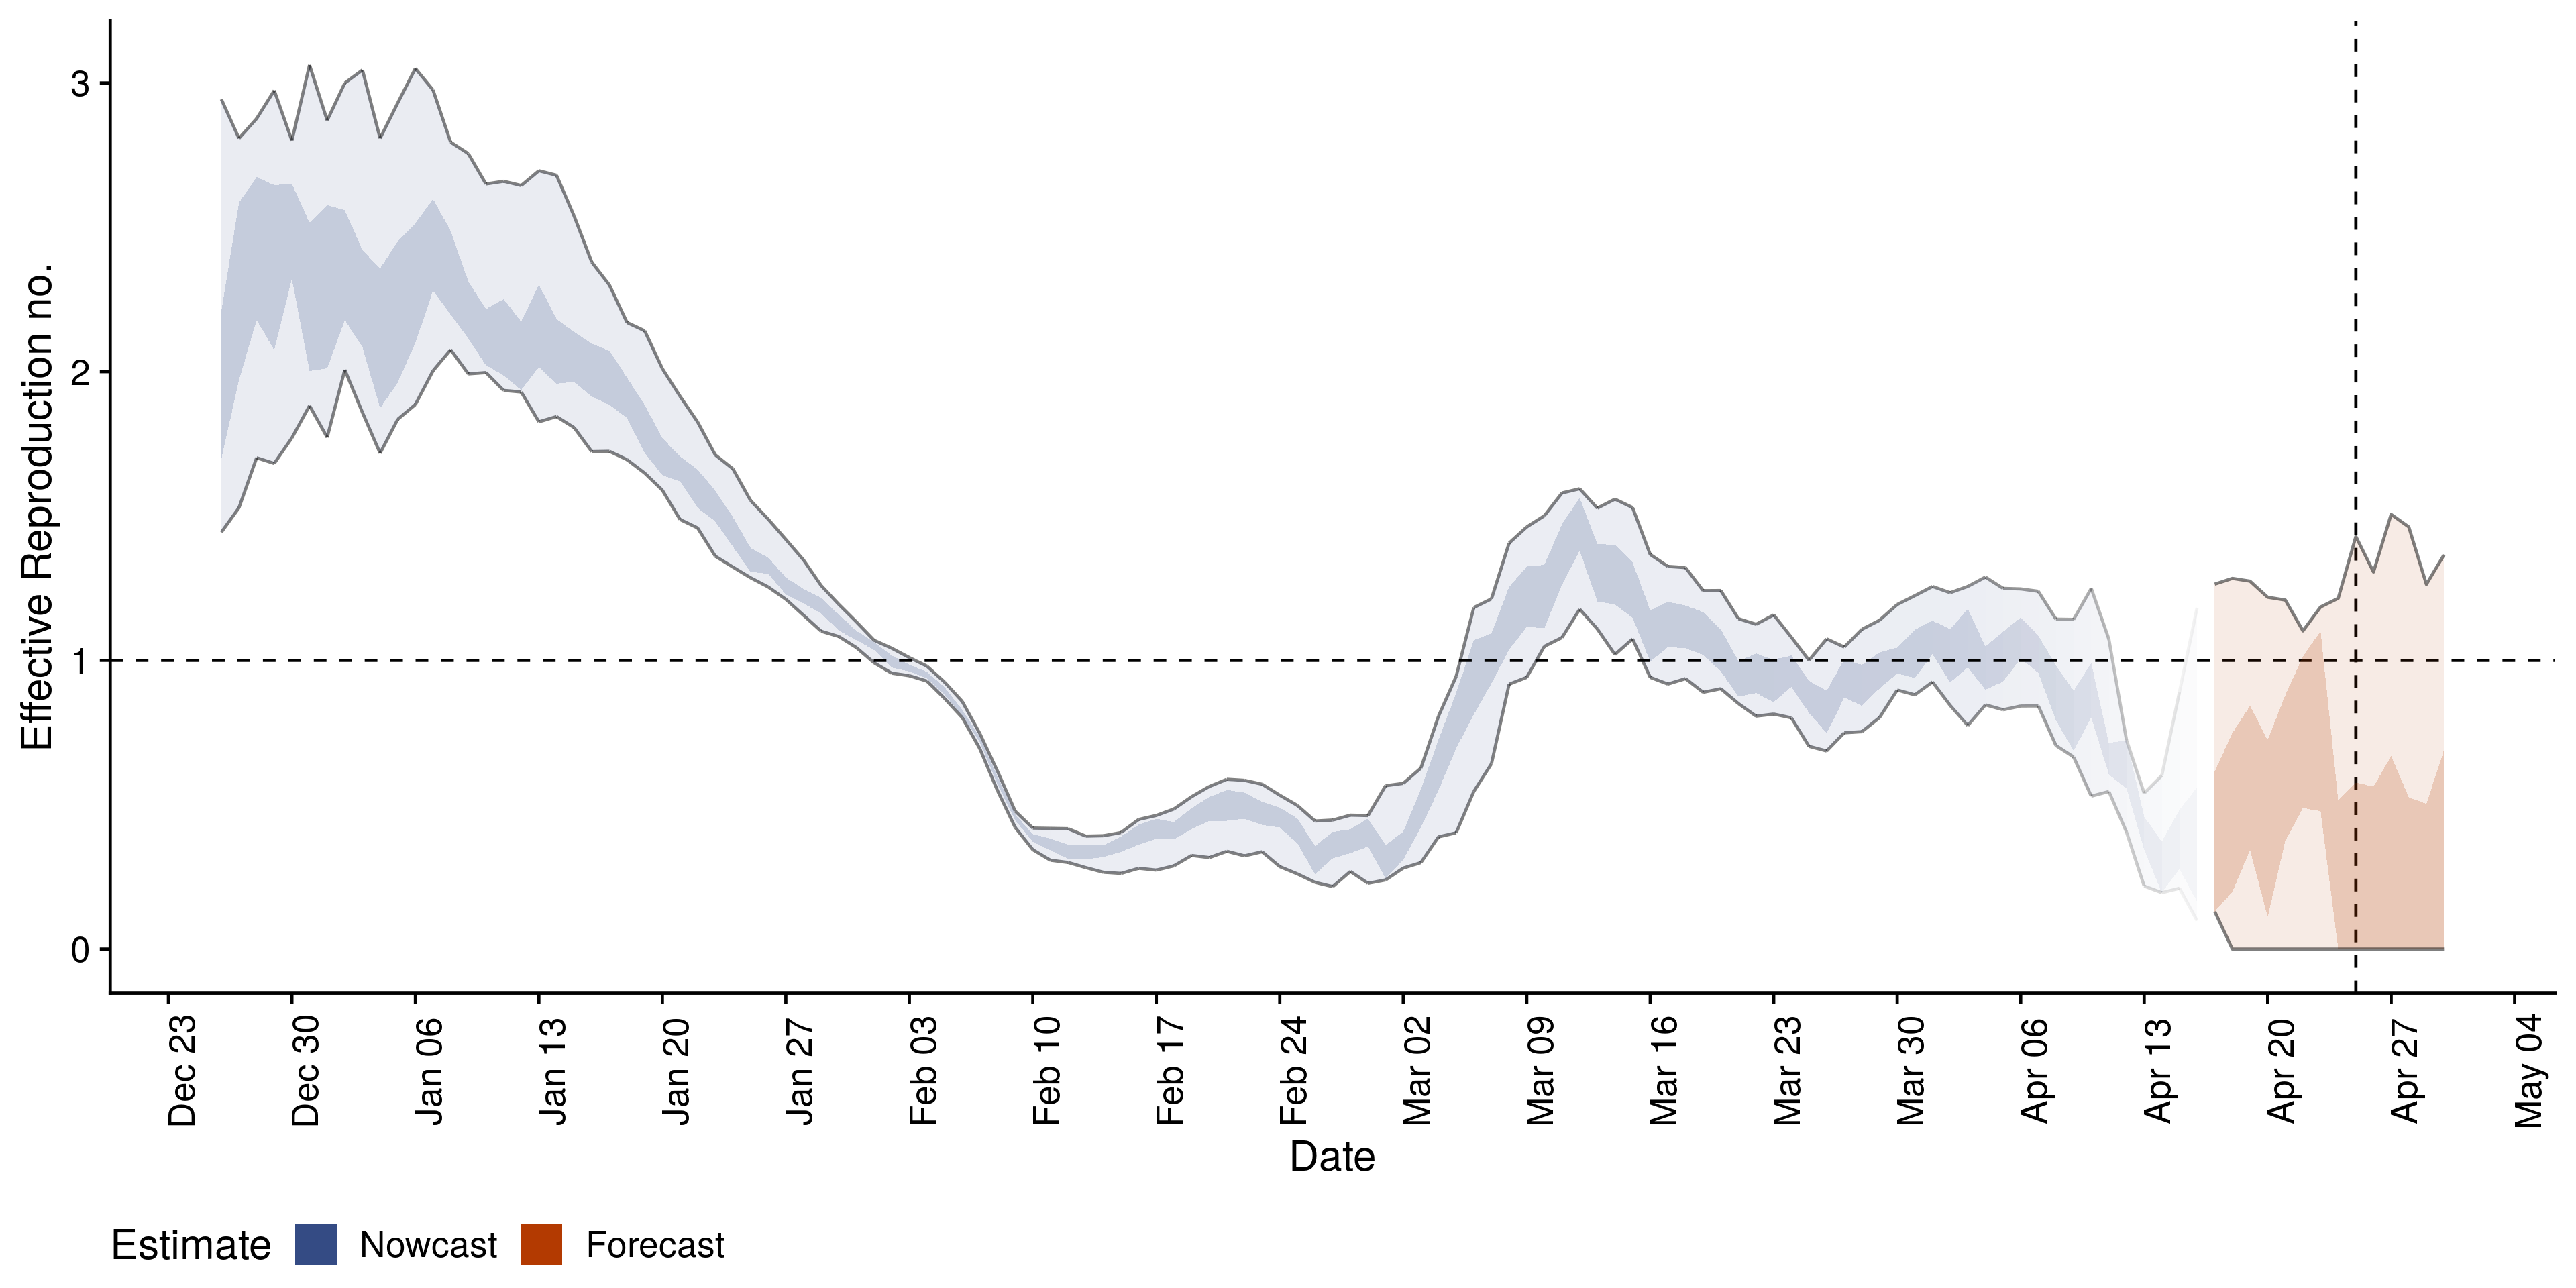 Effective Reproduction no.
3
2
1
0
Dec 23
Dec 30
Jan 06
Jan 13
Jan 20
Jan 27
Feb 03
Feb 10
Feb 17
Feb 24
Mar 02
Mar 09
Mar 16
Mar 23
Mar 30
Apr 06
Apr 13
Apr 20
Apr 27
May 04
Date
Estimate Nowcast Forecast